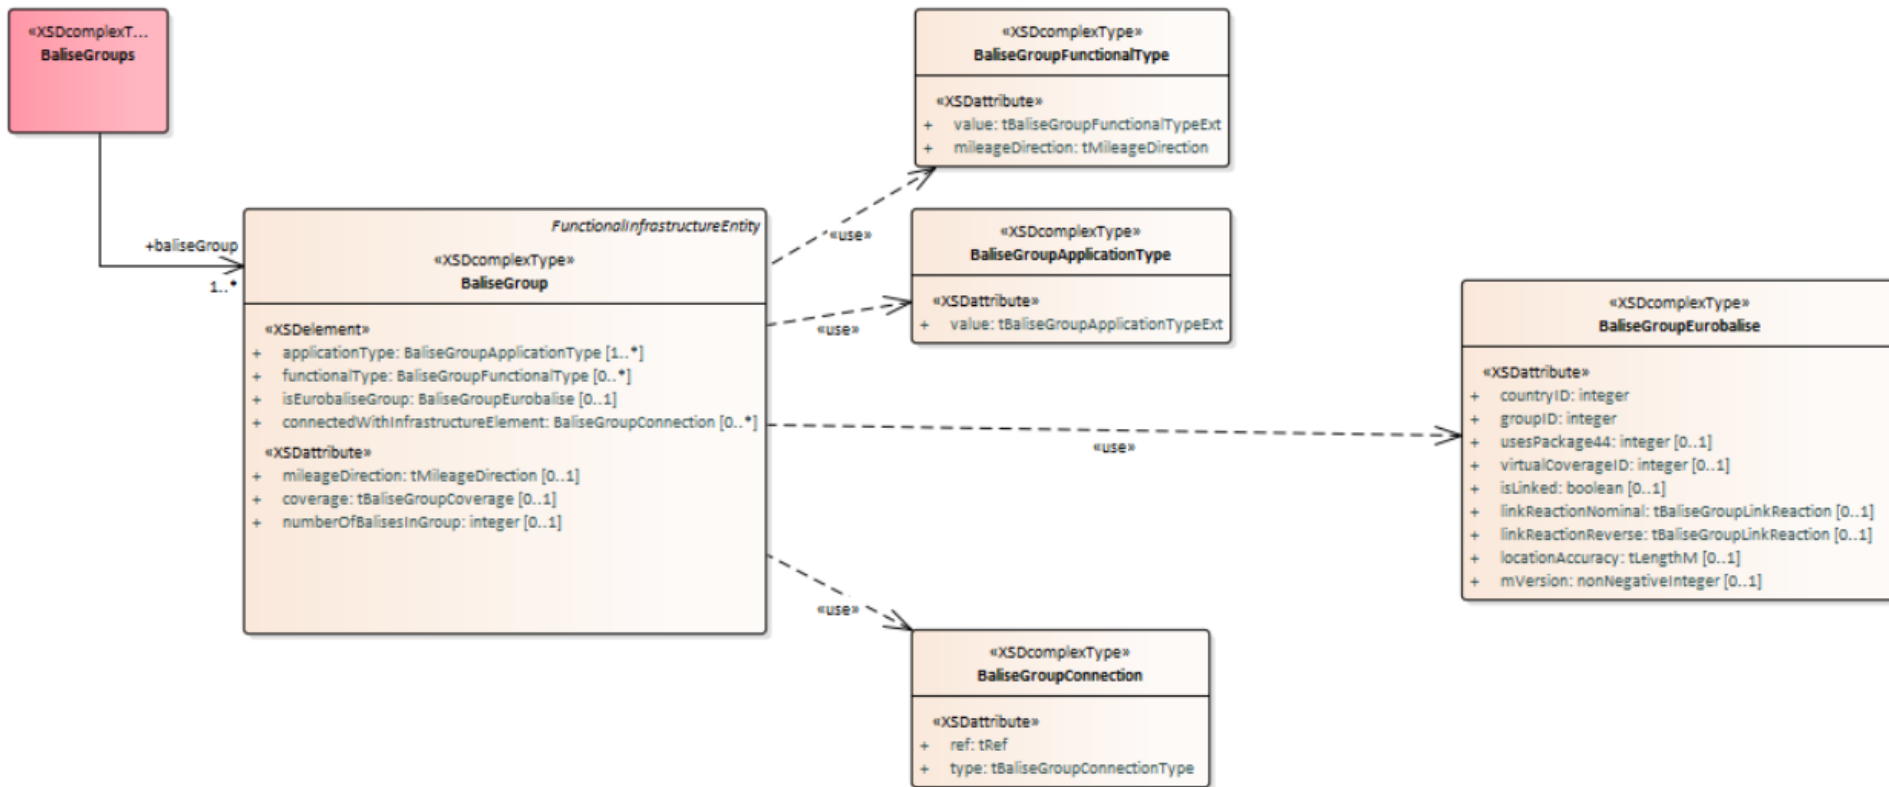 «XSDcomplexT...
BaliseGroups
+baliseGroup
1..*
FunctionalInfrastructureEntity
«XSDcomplexType»
BaliseGroup
«XSDelement»
+ applicationType: BaliseGroupApplicationType [1..*]
+ functionalType: BaliseGroupFunctionalType [0..*]
+ isEurobaliseGroup: BaliseGroupEurobalise [0..1]
+ connectedWithInfrastructureElement: BaliseGroupConnection [0..*]
«XSDattribute»
+ mileageDirection: tMileageDirection [0..1]
+ coverage: tBaliseGroupCoverage [0..1]
+ numberOfBalisesInGroup: integer [0..1]
«use»
«use»
«use»
«use»
«XSDcomplexType»
BaliseGroupFunctionalType
«XSDattribute»
+ value: tBaliseGroupFunctionalTypeExt
+ mileageDirection: tMileageDirection
«XSDcomplexType»
BaliseGroupApplicationType
«XSDattribute»
+ value: tBaliseGroupApplicationTypeExt
«XSDcomplexType»
BaliseGroupEurobalise
«XSDattribute»
+ countryID: integer
+ groupID: integer
+ usesPackage44: integer [0..1]
+ virtualCoverageID: integer [0..1]
+ isLinked: boolean [0..1]
+ linkReactionNominal: tBaliseGroupLinkReaction [0..1]
+ linkReactionReverse: tBaliseGroupLinkReaction [0..1]
+ locationAccuracy: tLengthM [0..1]
+ mVersion: nonNegativeInteger [0..1]
«XSDcomplexType»
BaliseGroupConnection
«XSDattribute»
+ ref: tRef
+ type: tBaliseGroupConnectionType